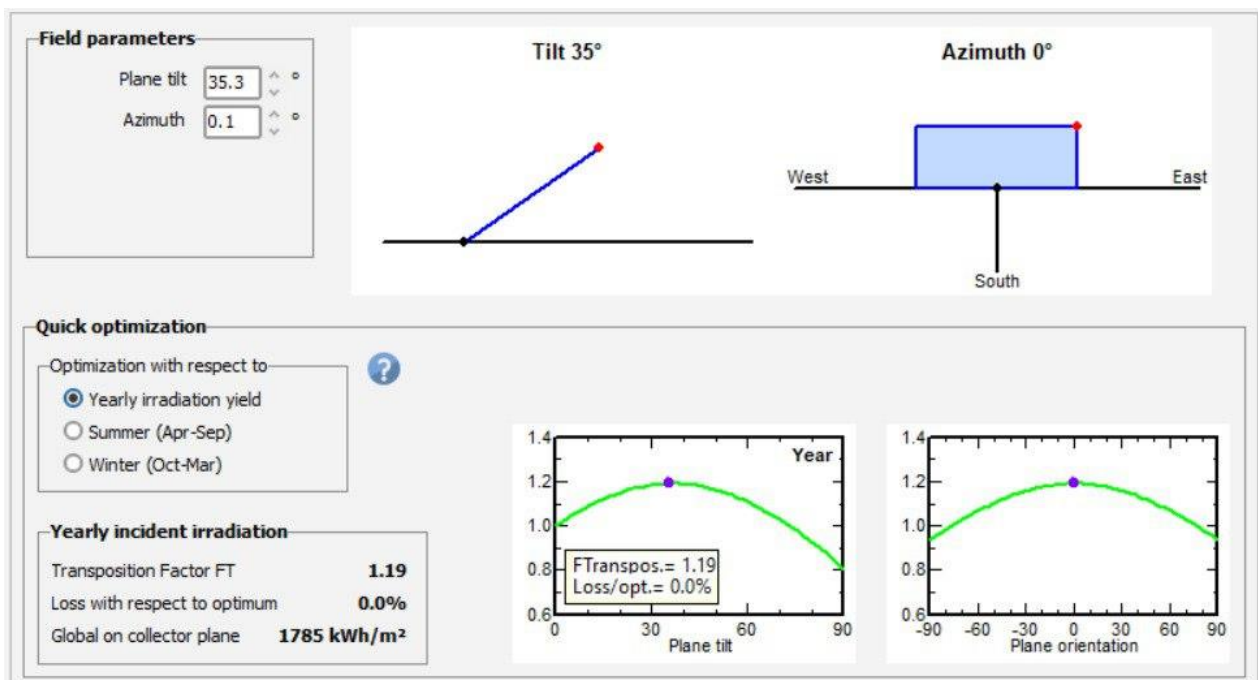 Field parameters
Plane tilt 35.3 °
Azimuth 0.1 °
Tilt 35°
Azimuth 0°
West
East
South
Quick optimization
Optimization with respect to
Yearly irradiation yield
Summer (Apr-Sep)
Winter (Oct-Mar)
?
Yearly incident irradiation
Transposition Factor FT 1.19
Loss with respect to optimum 0.0%
Global on collector plane 1785 kWh/m²
1.4
1.2
1.0
0.8
0.6
Year
FTranspos.= 1.19
Loss/opt.= 0.0%
0 30 60 90
Plane tilt
1.4
1.2
1.0
0.8
0.6
-90 -60 -30 0 30 60 90
Plane orientation